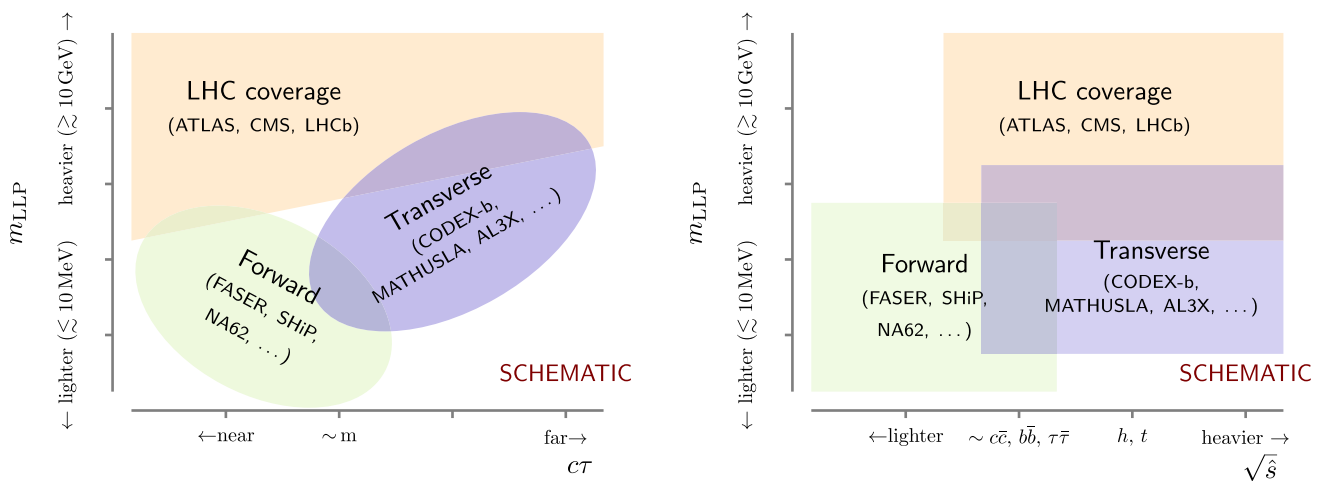 LHC coverage
(ATLAS, CMS, LHCb)
Transverse
(CODEX-b,
MATHUSLA, AL3X, ...)
Forward
(FASER, SHiP,
NA62, ...)
SCHEMATIC
m_LLP
← lighter (≲ 10 MeV)
heavier (≳ 10 GeV) →
←near
∼ m
far→
cτ
LHC coverage
(ATLAS, CMS, LHCb)
Forward
(FASER, SHiP,
NA62, ...)
Transverse
(CODEX-b,
MATHUSLA, AL3X, ...)
SCHEMATIC
m_LLP
← lighter (≲ 10 MeV)
heavier (≳ 10 GeV) →
←lighter
∼ cc̄, bb̄, ττ̄
h, t
heavier →
√ŝ